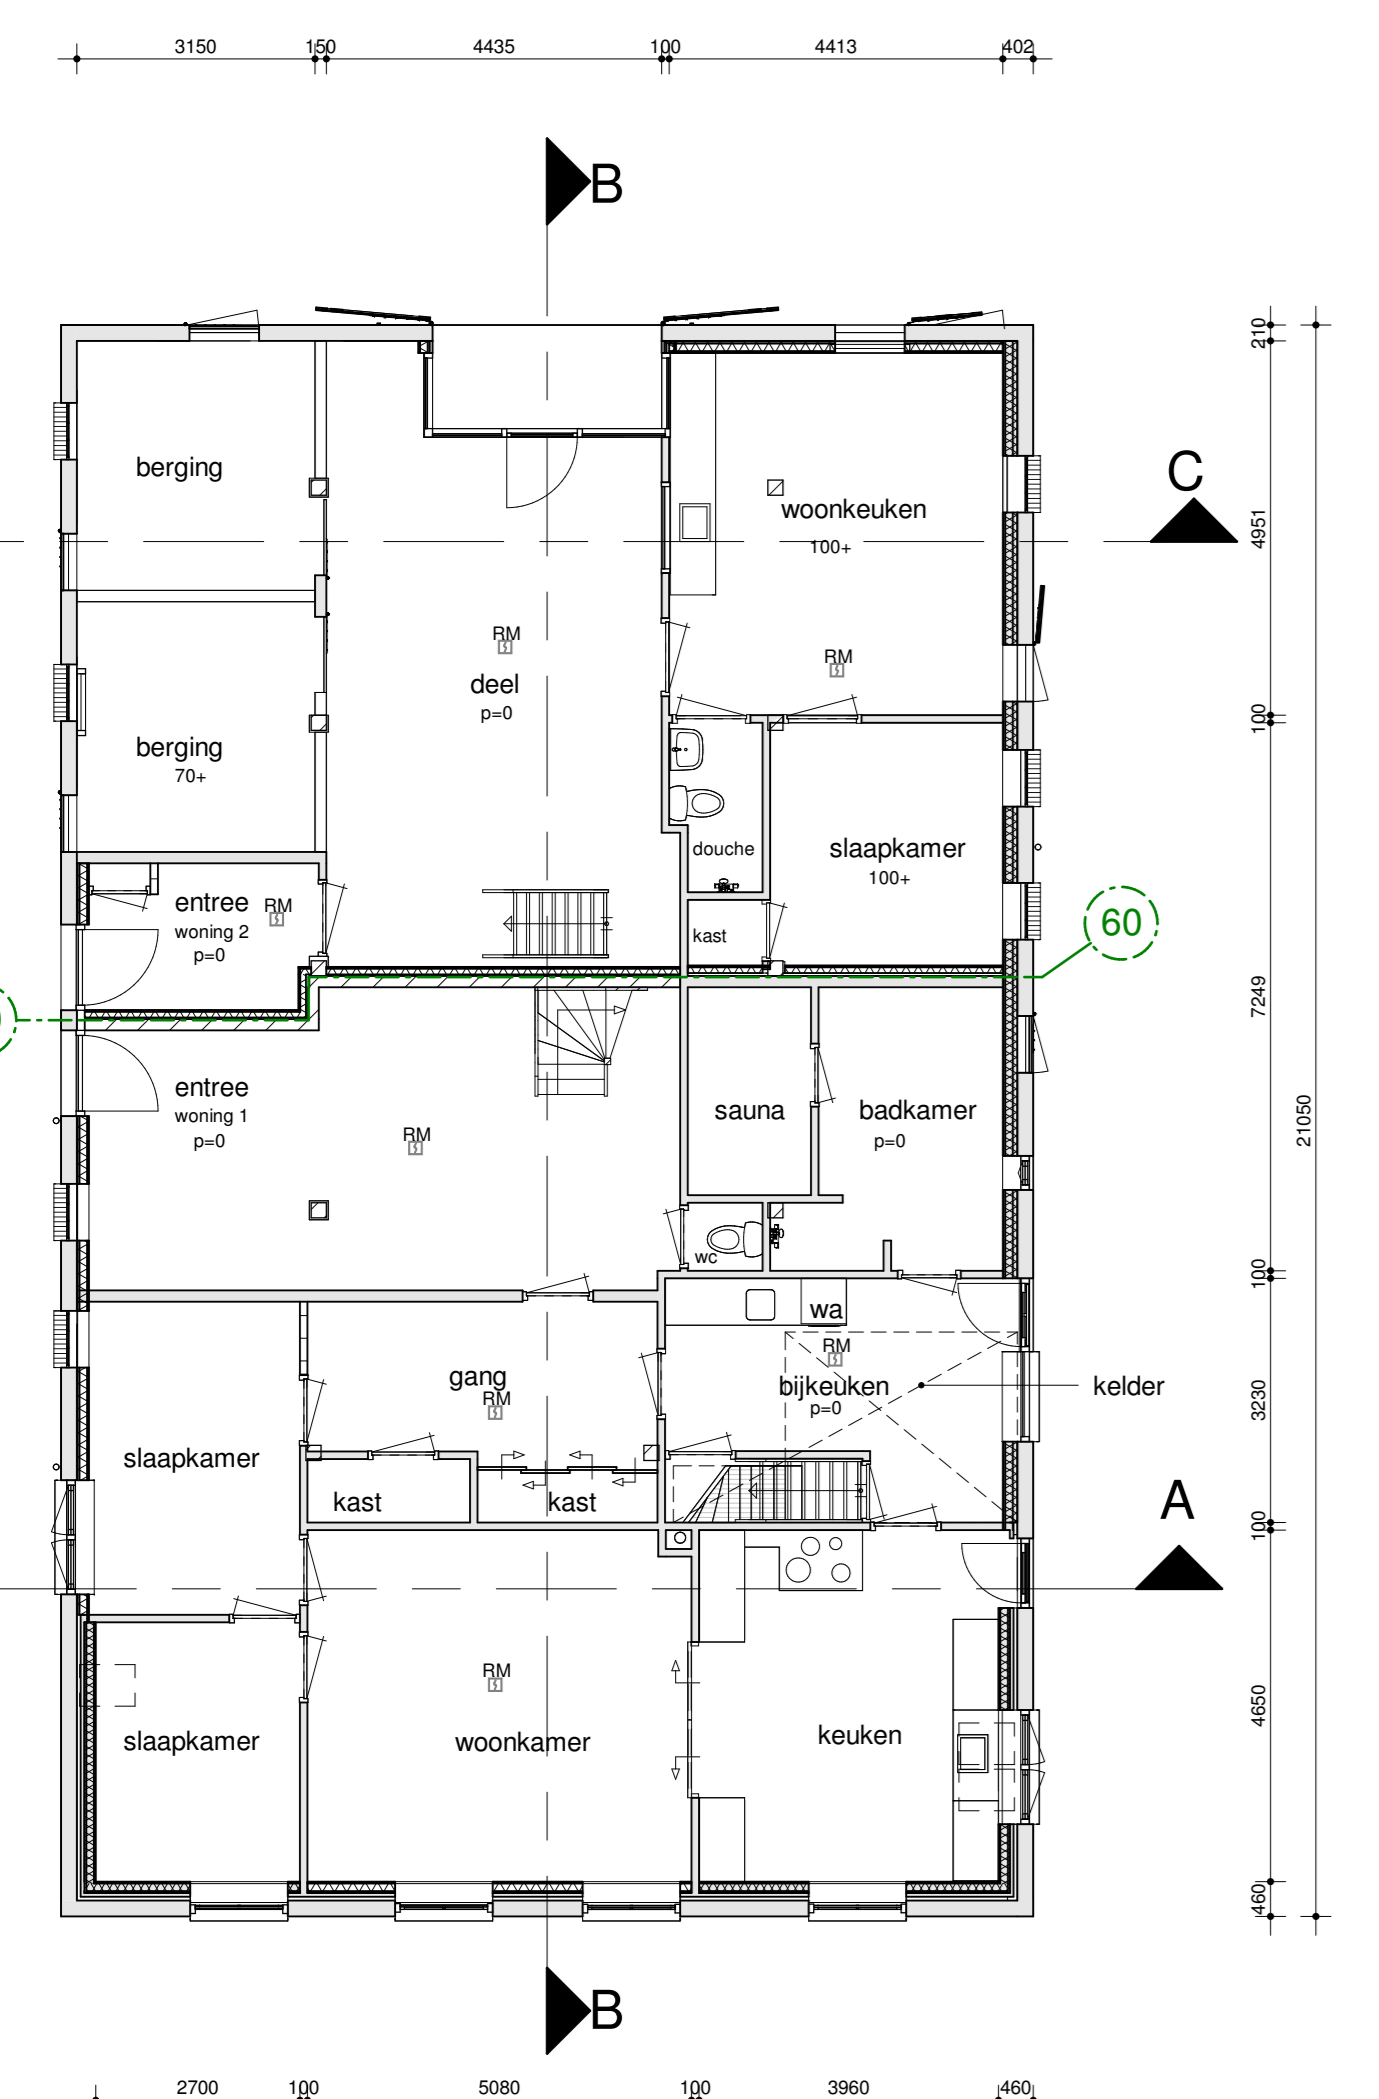 3150 150 4435 100 4413 402
B
210
berging
C
woonkeuken
100+
4951
RM
RM
deel
p=0
100
berging
70+
douche
slaapkamer
100+
entree
RM
woning 2
p=0
kast
60
7249
entree
woning 1
p=0
RM
sauna
badkamer
p=0
21050
wc
100
wa
RM
gang
RM
bijkeuken
p=0
kelder
3230
slaapkamer
kast
kast
A
100
RM
slaapkamer
woonkamer
keuken
4650
460
B
2700 100 5080 100 3960 460